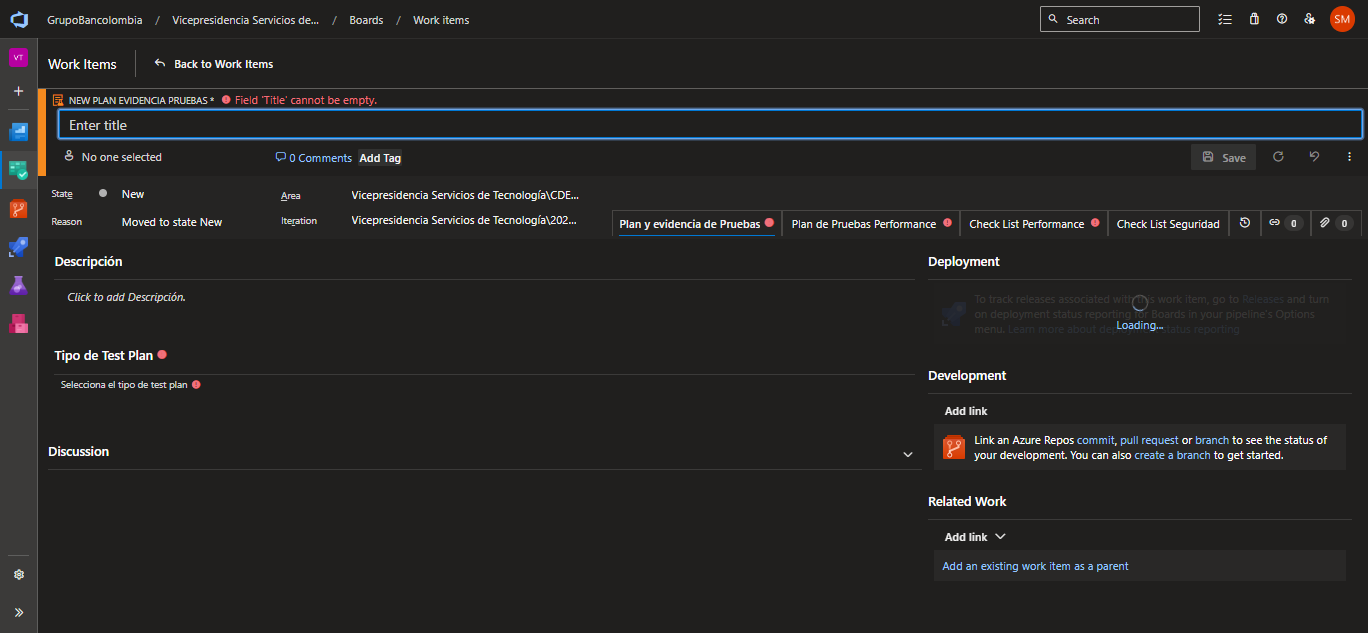 GrupoBancolombia / Vicepresidencia Servicios de... / Boards / Work items
Search
SM
VT
Work Items
Back to Work Items
NEW PLAN EVIDENCIA PRUEBAS * Field 'Title' cannot be empty.
Enter title
No one selected
0 Comments
Add Tag
Save
State
New
Area
Vicepresidencia Servicios de Tecnología\CDE...
Reason
Moved to state New
Iteration
Vicepresidencia Servicios de Tecnología\202...
Plan y evidencia de Pruebas
Plan de Pruebas Performance
Check List Performance
Check List Seguridad
0
0
Descripción
Click to add Descripción.
Tipo de Test Plan
Selecciona el tipo de test plan
Discussion
Deployment
To track releases associated with this work item, go to Releases and turn
on deployment status reporting for Boards in your pipeline's Options
menu. Learn more about deployment status reporting
Loading...
Development
Add link
Link an Azure Repos commit, pull request or branch to see the status of
your development. You can also create a branch to get started.
Related Work
Add link
Add an existing work item as a parent